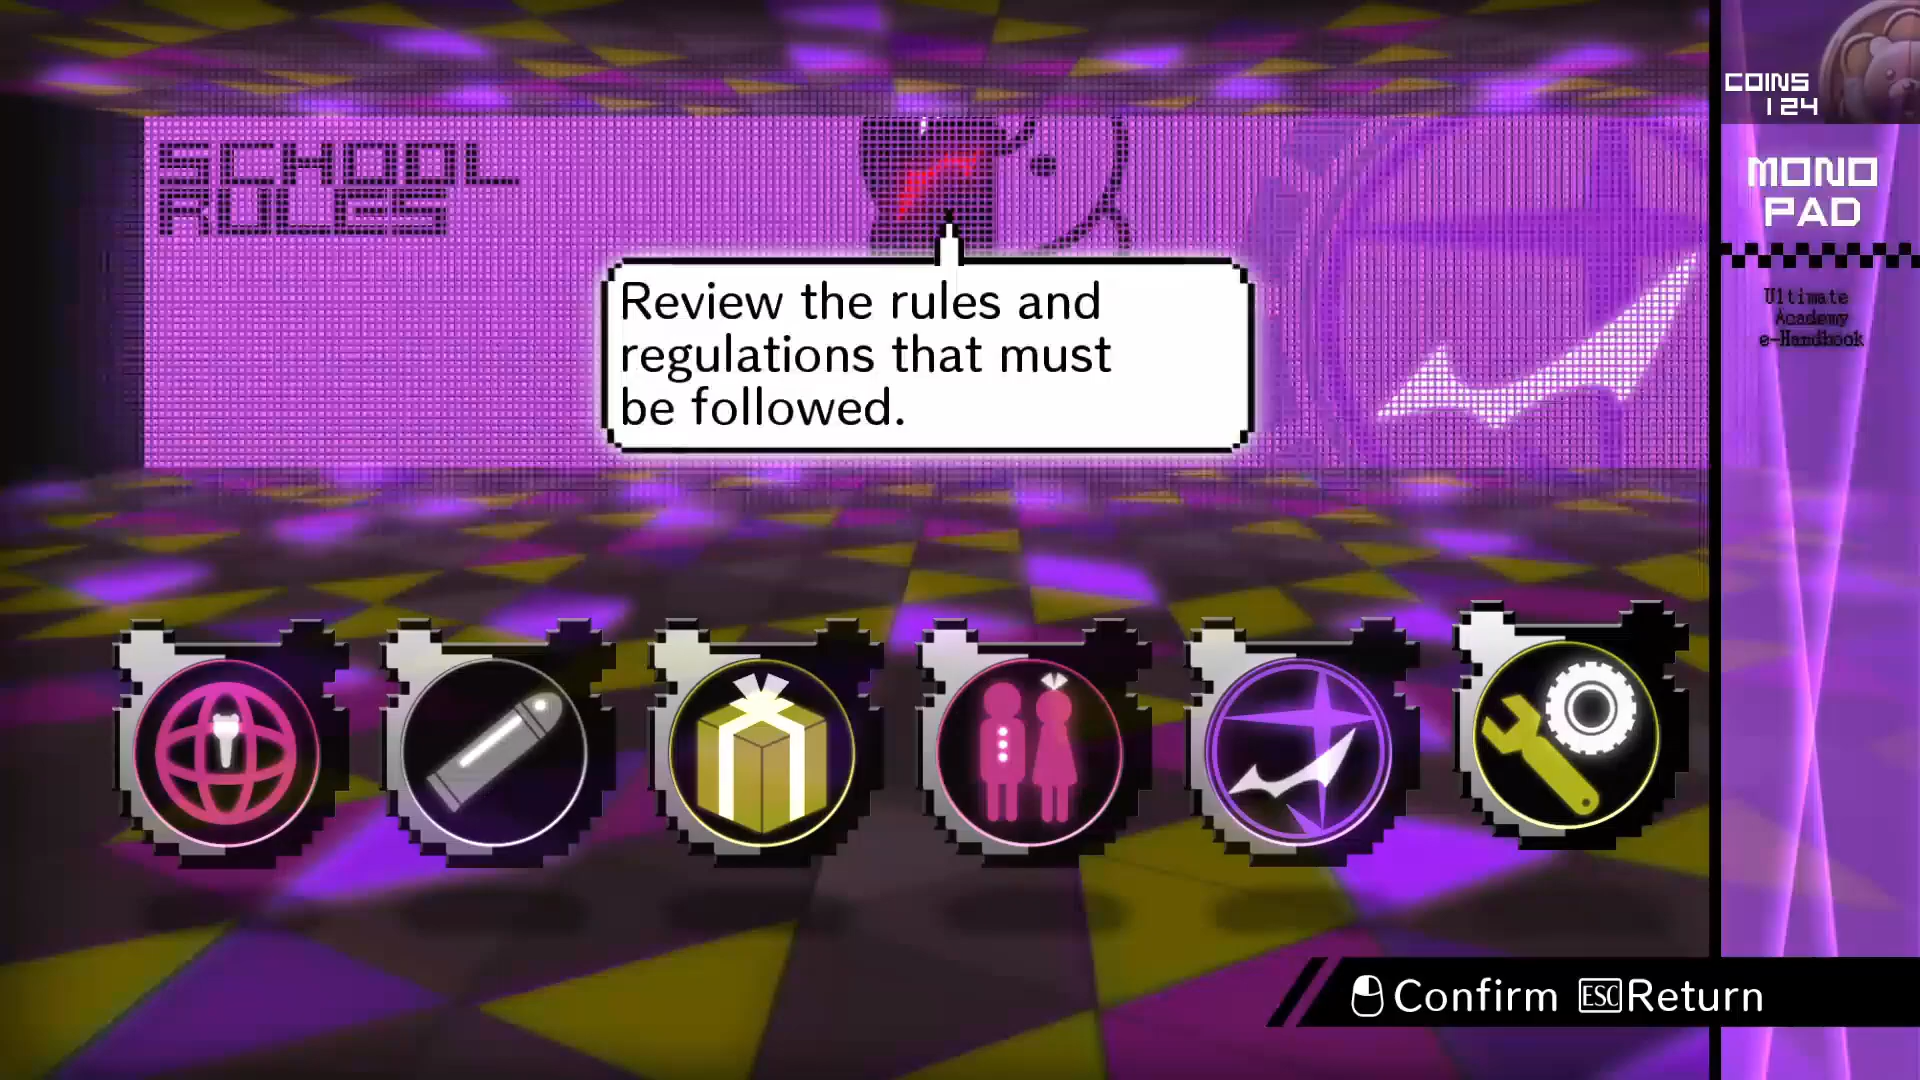 SCHOOL
RULES
Review the rules and
regulations that must
be followed.
COINS
124
MONO
PAD
Ultimate
Academy
e-Handbook
Confirm ESC Return